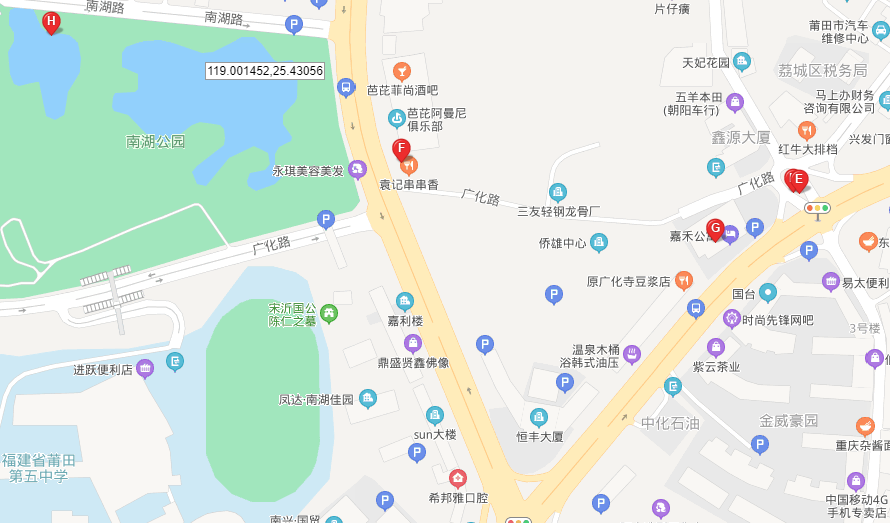 南湖路
南湖路
片仔癀
莆田市汽车
维修中心
H
119.001452,25.43056
天妃花园
荔城区税务局
芭芘菲尚酒吧
五羊本田
(朝阳车行)
马上办财务
咨询有限公司
芭芘阿曼尼
俱乐部
南湖公园
鑫源大厦
红牛大排档
兴发门窗
F
永琪美容美发
袁记串串香
广化路
广化路
E
三友轻钢龙骨厂
G
嘉禾公
侨雄中心
东
广化路
原广化寺豆浆店
国台
易太便利
宋沂国公
陈仁之墓
嘉利楼
时尚先锋网吧
3号楼
温泉木桶
浴韩式油压
鼎盛贤鑫佛像
紫云茶业
进跃便利店
凤达·南湖佳园
中化石油
金威豪园
sun大楼
恒丰大厦
重庆杂酱面
福建省莆田
第五中学
希邦雅口腔
中国移动4G
手机专卖店
南兴·国贸